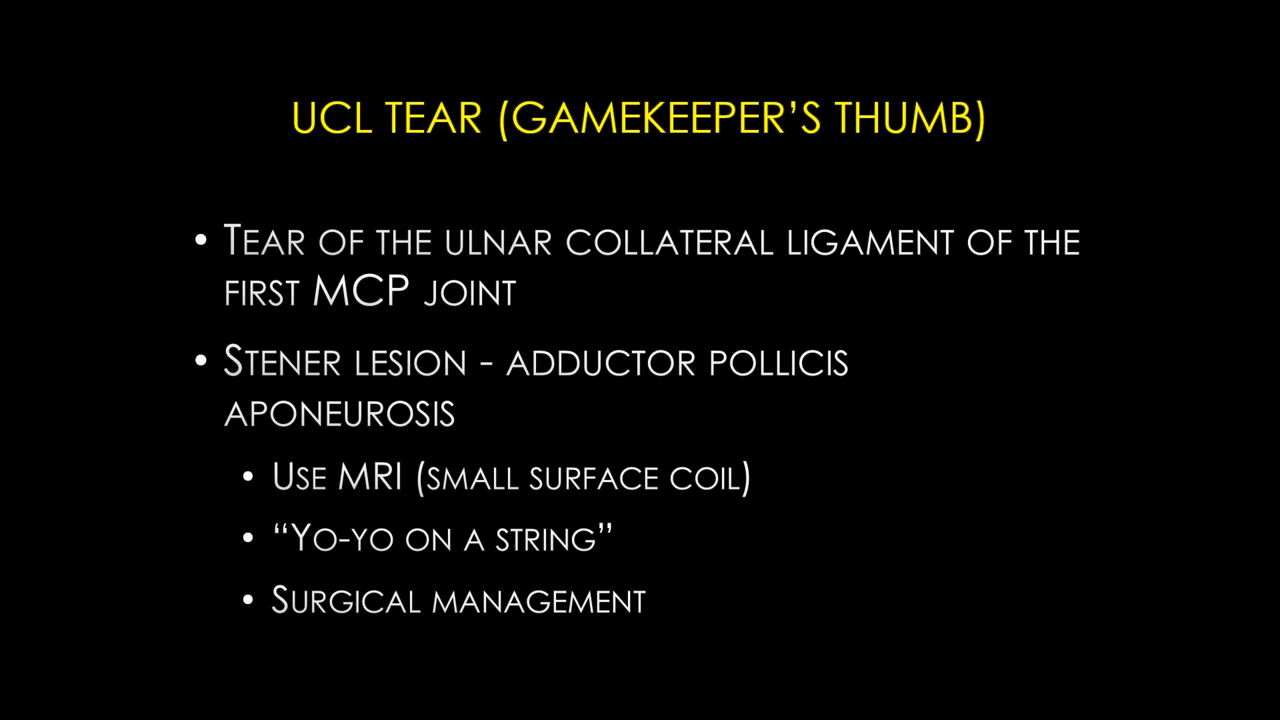 UCL TEAR (GAMEKEEPER’S THUMB)
• TEAR OF THE ULNAR COLLATERAL LIGAMENT OF THE
FIRST MCP JOINT
• STENER LESION - ADDUCTOR POLLICIS
APONEUROSIS
• USE MRI (SMALL SURFACE COIL)
• “YO-YO ON A STRING”
• SURGICAL MANAGEMENT